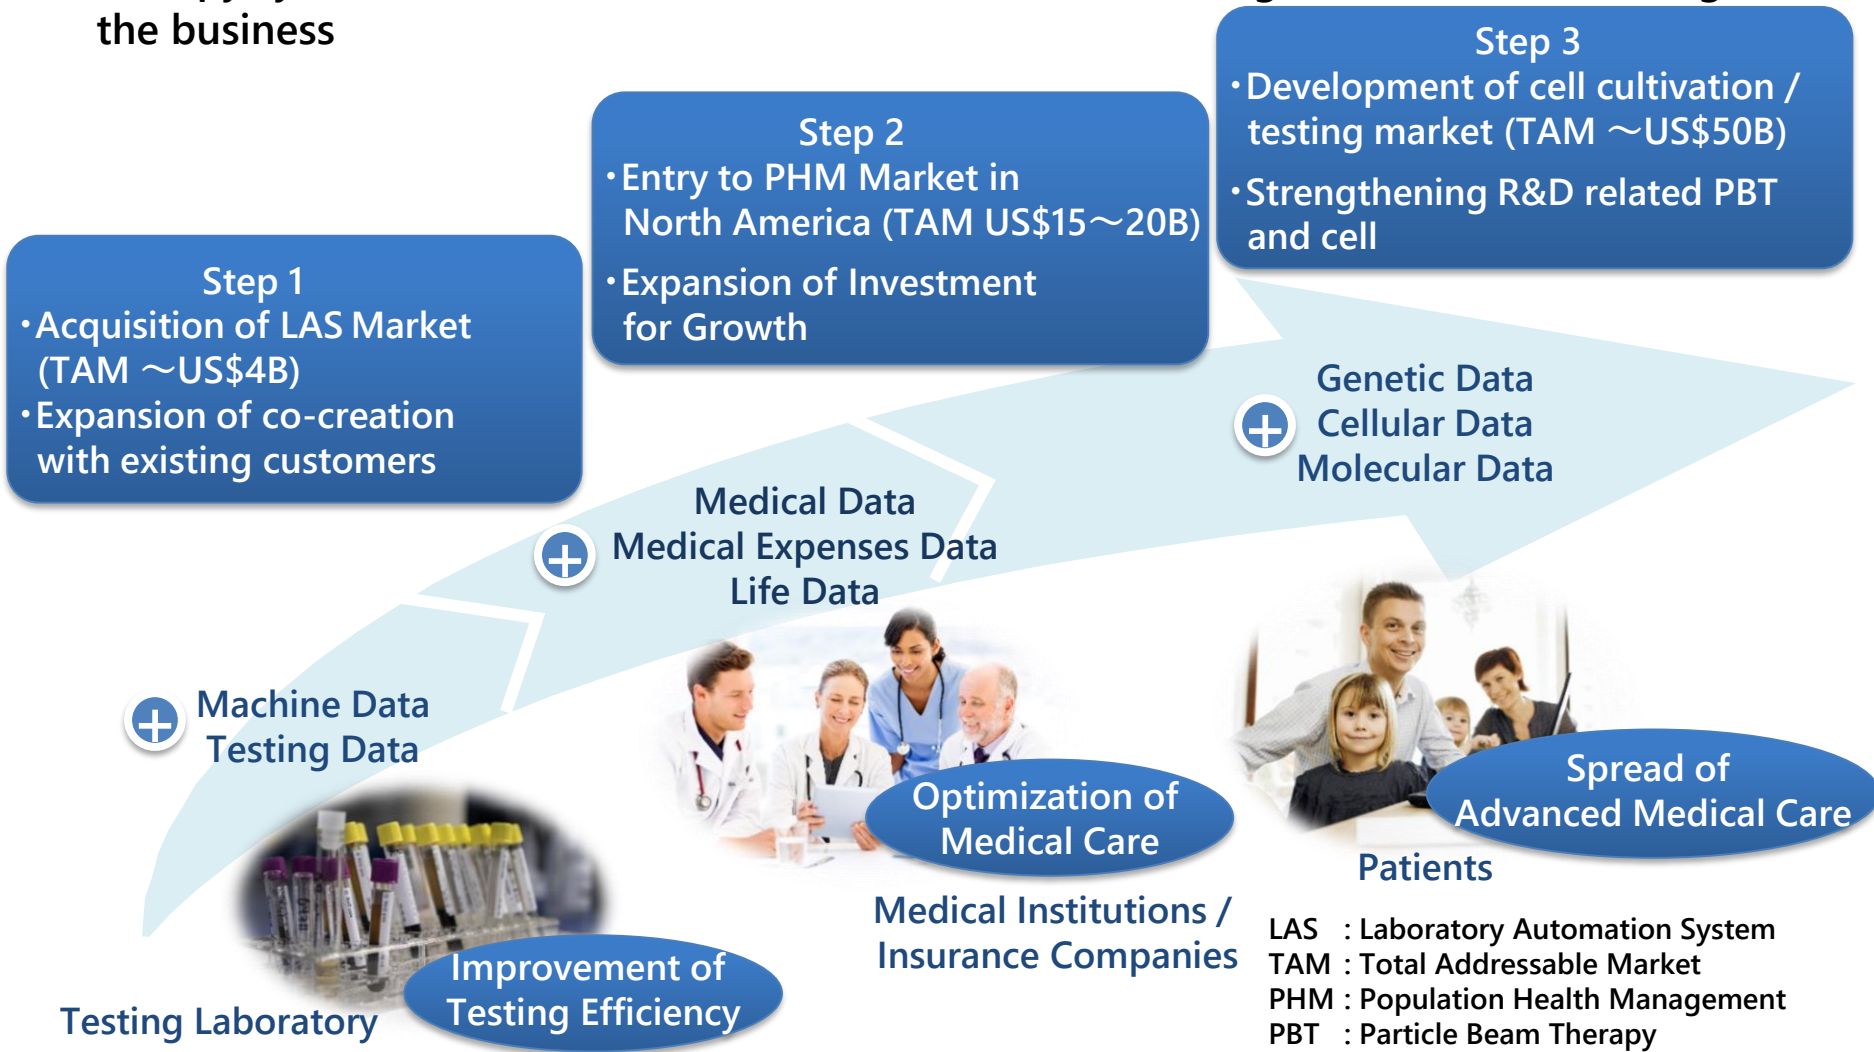 the business
Step 1
・Acquisition of LAS Market
(TAM ～US$4B)
・Expansion of co-creation
with existing customers
Step 2
・Entry to PHM Market in
North America (TAM US$15～20B)
・Expansion of Investment
for Growth
Step 3
・Development of cell cultivation /
testing market (TAM ～US$50B)
・Strengthening R&D related PBT
and cell
Machine Data
Testing Data
Medical Data
Medical Expenses Data
Life Data
Genetic Data
Cellular Data
Molecular Data
Improvement of
Testing Efficiency
Testing Laboratory
Optimization of
Medical Care
Medical Institutions /
Insurance Companies
Spread of
Advanced Medical Care
Patients
LAS : Laboratory Automation System
TAM : Total Addressable Market
PHM : Population Health Management
PBT : Particle Beam Therapy